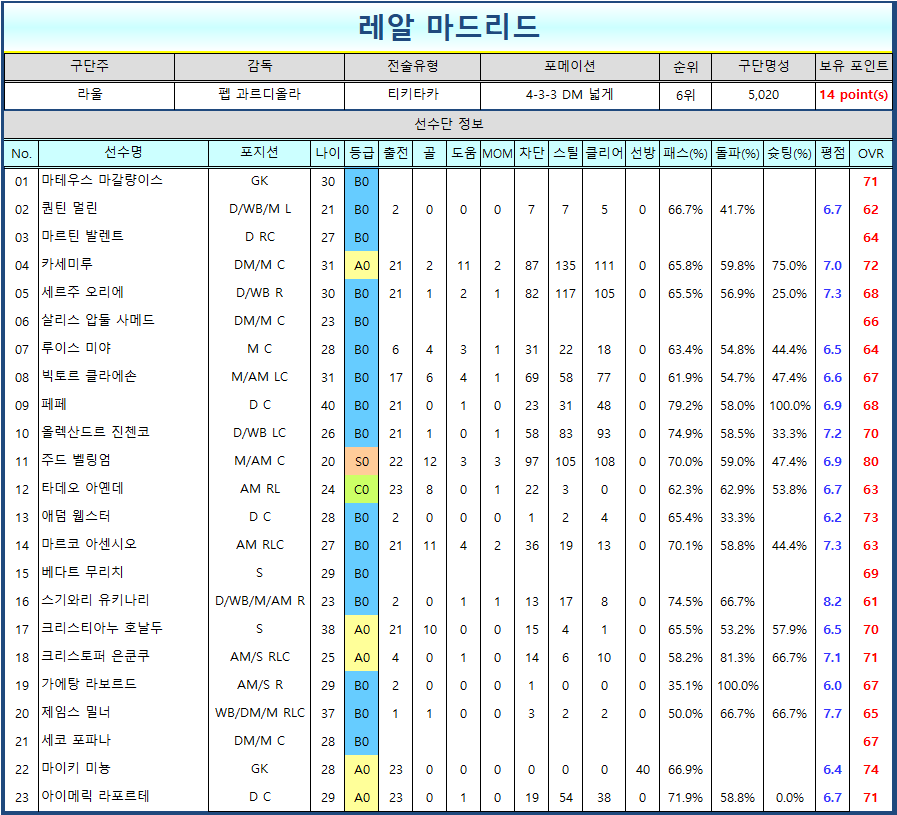 레알 마드리드
구단주 감독 전술유형 포메이션 순위 구단명성 보유 포인트
라울 펩 과르디올라 티키타카 4-3-3 DM 넓게 6위 5,020 14 point(s)
선수단 정보
No. 선수명 포지션 나이 등급 출전 골 도움 MOM 차단 스틸 클리어 선방 패스(%) 돌파(%) 슛팅(%) 평점 OVR
01 마테우스 마갈량이스 GK 30 B0 71
02 퀀틴 멀린 D/WB/M L 21 B0 2 0 0 0 7 7 5 0 66.7% 41.7% 6.7 62
03 마르틴 발렌트 D RC 27 B0 64
04 카세미루 DM/M C 31 A0 21 2 11 2 87 135 111 0 65.8% 59.8% 75.0% 7.0 72
05 세르주 오리에 D/WB R 30 B0 21 1 2 1 82 117 105 0 65.5% 56.9% 25.0% 7.3 68
06 살리스 압둘 사메드 DM/M C 23 B0 66
07 루이스 미야 M C 28 B0 6 4 3 1 31 22 18 0 63.4% 54.8% 44.4% 6.5 64
08 빅토르 클라에손 M/AM LC 31 B0 17 6 4 1 69 58 77 0 61.9% 54.7% 47.4% 6.6 67
09 페페 D C 40 B0 21 0 1 0 23 31 48 0 79.2% 58.0% 100.0% 6.9 68
10 올렉산드르 진첸코 D/WB LC 26 B0 21 1 0 1 58 83 93 0 74.9% 58.5% 33.3% 7.2 70
11 주드 벨링엄 M/AM C 20 S0 22 12 3 3 97 105 108 0 70.0% 59.0% 47.4% 6.9 80
12 타데오 아옌데 AM RL 24 C0 23 8 0 1 22 3 0 0 62.3% 62.9% 53.8% 6.7 63
13 애덤 웹스터 D C 28 B0 2 0 0 0 1 2 4 0 65.4% 33.3% 6.2 73
14 마르코 아센시오 AM RLC 27 B0 21 11 4 2 36 19 13 0 70.1% 58.8% 44.4% 7.3 63
15 베다트 무리치 S 29 B0 69
16 스기와리 유키나리 D/WB/M/AM R 23 B0 2 0 1 1 13 17 8 0 74.5% 66.7% 8.2 61
17 크리스티아누 호날두 S 38 A0 21 10 0 0 15 4 1 0 65.5% 53.2% 57.9% 6.5 70
18 크리스토퍼 은쿤쿠 AM/S RLC 25 A0 4 0 1 0 14 6 10 0 58.2% 81.3% 66.7% 7.1 71
19 가에탕 라보르드 AM/S R 29 B0 2 0 0 0 1 0 0 0 35.1% 100.0% 6.0 67
20 제임스 밀너 WB/DM/M RLC 37 B0 1 1 0 0 3 2 2 0 50.0% 66.7% 66.7% 7.7 65
21 세코 포파나 DM/M C 28 B0 67
22 마이키 미뇽 GK 28 A0 23 0 0 0 0 0 0 40 66.9% 6.4 74
23 아이메릭 라포르테 D C 29 A0 23 0 1 0 19 54 38 0 71.9% 58.8% 0.0% 6.7 71